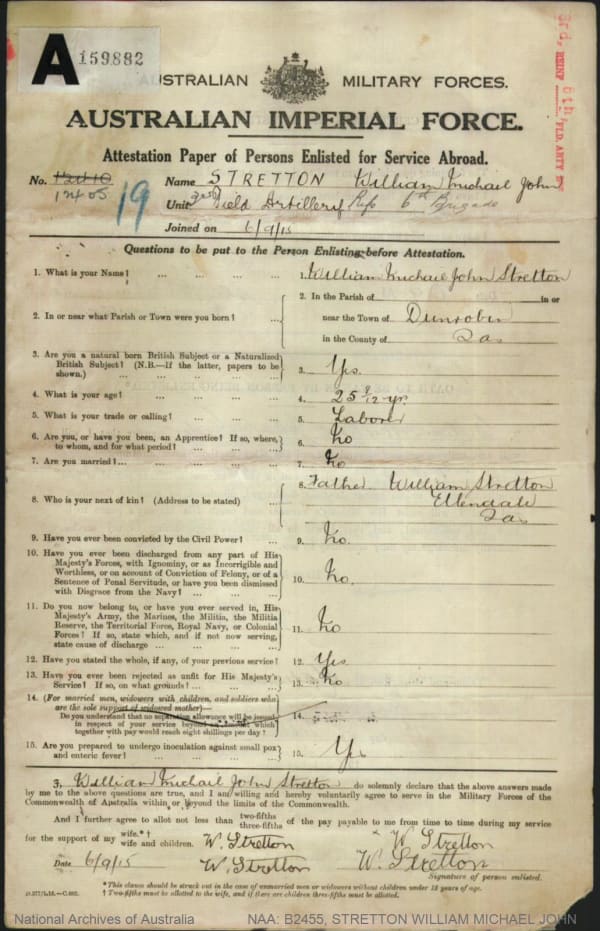 A 159882
AUSTRALIAN MILITARY FORCES.
AUSTRALIAN IMPERIAL FORCE.
3rd, REINF 6th, FLD. ARTY
Attestation Paper of Persons Enlisted for Service Abroad.
No. 12405 Name STRETTON William Michael John
19 Unit Field Artillery 6th Brigade
Joined on 6/9/15
Questions to be put to the Person Enlisting before Attestation.
1. What is your Name? ... ... ... ... 1. William Michael John Stretton
2. In or near what Parish or Town were you born? ... 2. In the Parish of in or
near the Town of Dunrobin
in the County of Tas
3. Are you a natural born British Subject or a Naturalized
British Subject? (N.B.—If the latter, papers to be
shown.) ... ... ... ... 3. Yes.
4. What is your age? ... ... ... ... 4. 25 9/12 yrs
5. What is your trade or calling? ... ... ... 5. Laborer
6. Are you, or have you been, an Apprentice? If so, where,
to whom, and for what period? ... ... ... 6. No
7. Are you married? ... ... ... ... 7. No
8. Who is your next of kin? (Address to be stated) ... 8. Father William Stretton
Ellendale
Tas
9. Have you ever been convicted by the Civil Power? ... 9. No.
10. Have you ever been discharged from any part of His
Majesty's Forces, with Ignominy, or as Incorrigible and
Worthless, or on account of Conviction of Felony, or of a
Sentence of Penal Servitude, or have you been dismissed
with Disgrace from the Navy? ... ... ... 10. No.
11. Do you now belong to, or have you ever served in, His
Majesty's Army, the Marines, the Militia, the Militia
Reserve, the Territorial Force, Royal Navy, or Colonial
Forces? If so, state which, and if not now serving,
state cause of discharge ... ... ... 11. No
12. Have you stated the whole, if any, of your previous service? 12. Yes
13. Have you ever been rejected as unfit for His Majesty's
Service? If so, on what grounds? ... ... 13. No
14. (For married men, widowers with children, and soldiers who
are the sole support of widowed mother)—
Do you understand that no separation allowance will be issued
in respect of your service beyond an amount which
together with pay would reach eight shillings per day? 14.
15. Are you prepared to undergo inoculation against small pox
and enteric fever? ... ... ... ... 15. Yes
I, William Michael John Stretton do solemnly declare that the above answers made
by me to the above questions are true, and I am willing and hereby voluntarily agree to serve in the Military Forces of the
Commonwealth of Australia within or beyond the limits of the Commonwealth.
And I further agree to allot not less than two-fifths three-fifths of the pay payable to me from time to time during my service
for the support of my wife.*† wife and children. W. Stretton W. Stretton
Date 6/9/15 W. Stretton W. Stretton
Signature of person enlisted.
* This clause should be struck out in the case of unmarried men or widowers without children under 18 years of age.
† Two-fifths must be allotted to the wife, and if there are children three-fifths must be allotted.
National Archives of Australia NAA: B2455, STRETTON WILLIAM MICHAEL JOHN